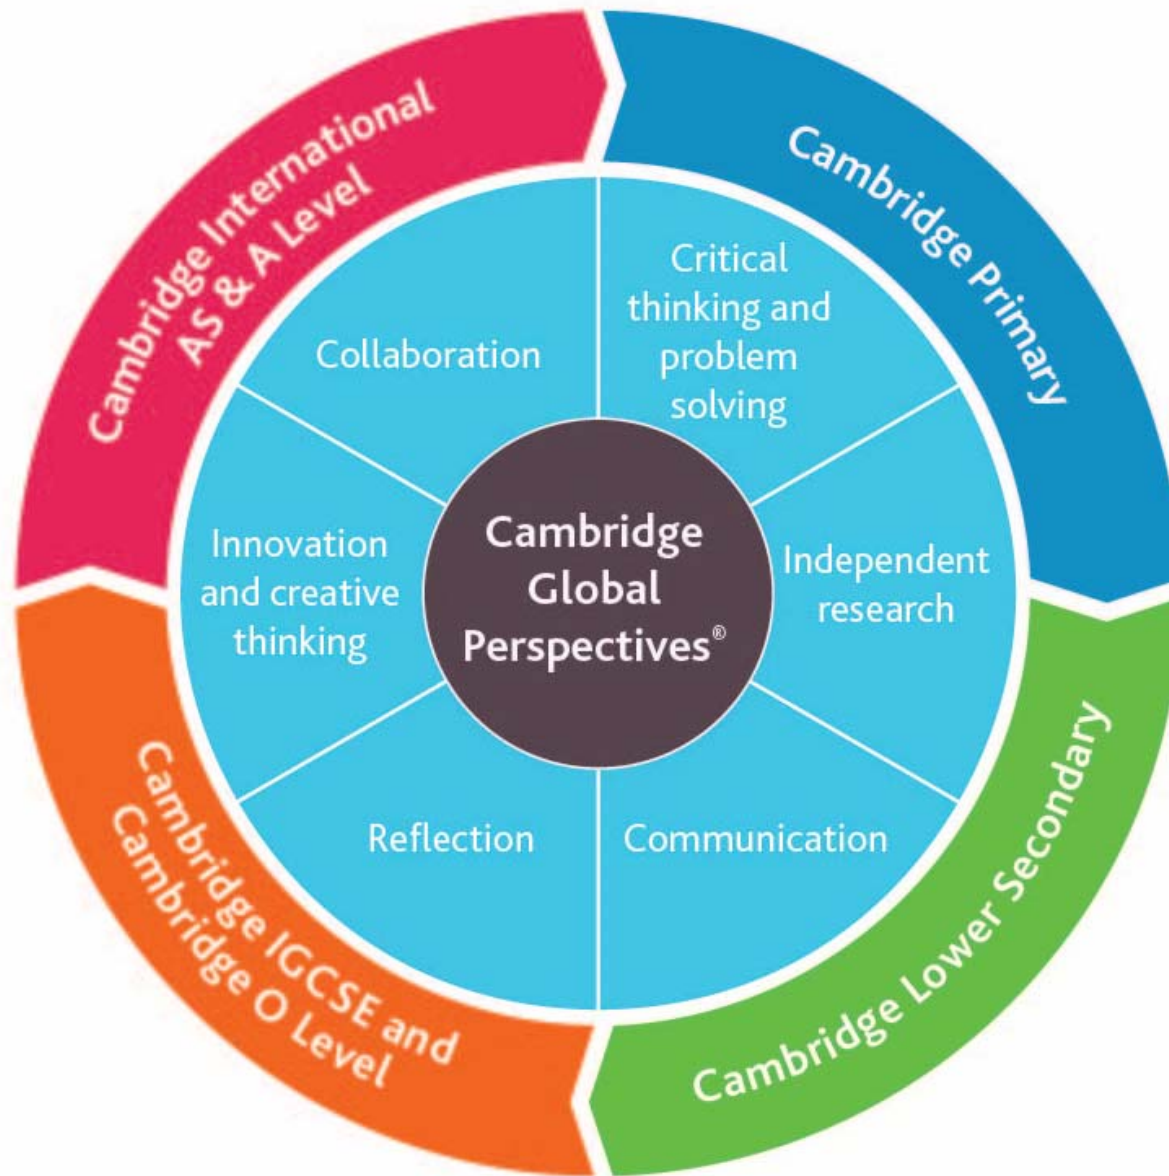 Cambridge International
AS & A Level
Cambridge Primary
Cambridge Lower Secondary
Cambridge IGCSE and
Cambridge O Level
Collaboration
Critical
thinking and
problem
solving
Independent
research
Communication
Reflection
Innovation
and creative
thinking
Cambridge
Global
Perspectives®